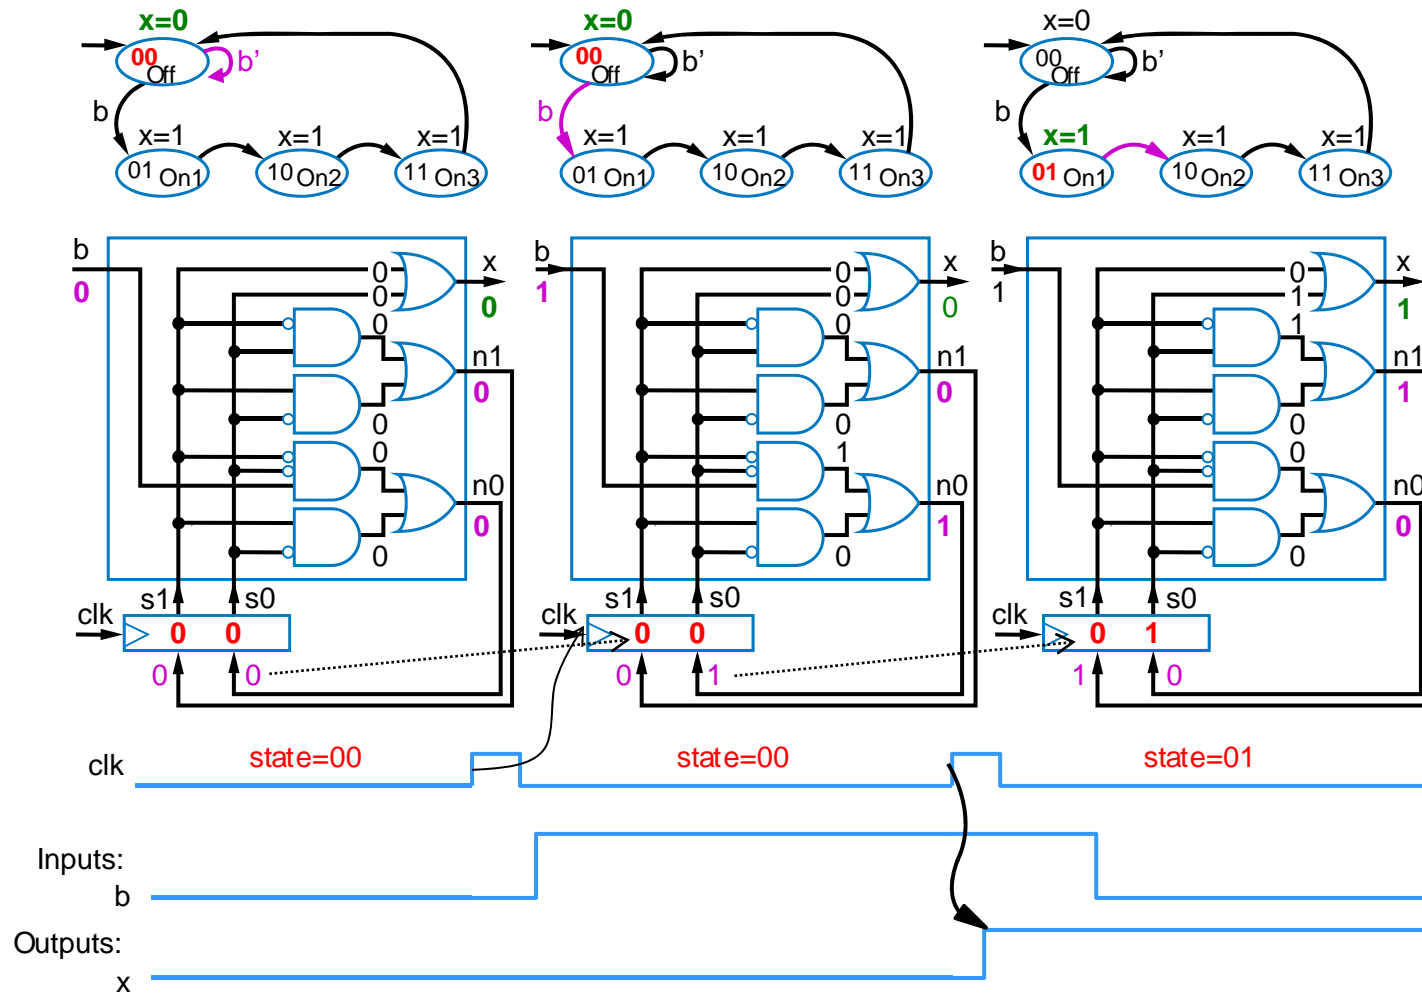 x=0
00
Off
b'
b
x=1 x=1 x=1
01 On1 10 On2 11 On3
x=0
00
Off
b'
b
x=1 x=1 x=1
01 On1 10 On2 11 On3
x=0
00
Off
b'
b
x=1 x=1 x=1
01 On1 10 On2 11 On3
b
0
0
0
0
0
0
0
x
0
n1
0
n0
0
s1 s0
clk
0 0
0 0
b
1
0
0
0
0
1
0
x
0
n1
0
n0
1
s1 s0
clk
0 0
0 1
b
1
0
1
1
0
0
0
x
1
n1
1
n0
0
s1 s0
clk
0 1
1 0
clk
state=00 state=00 state=01
Inputs:
b
Outputs:
x